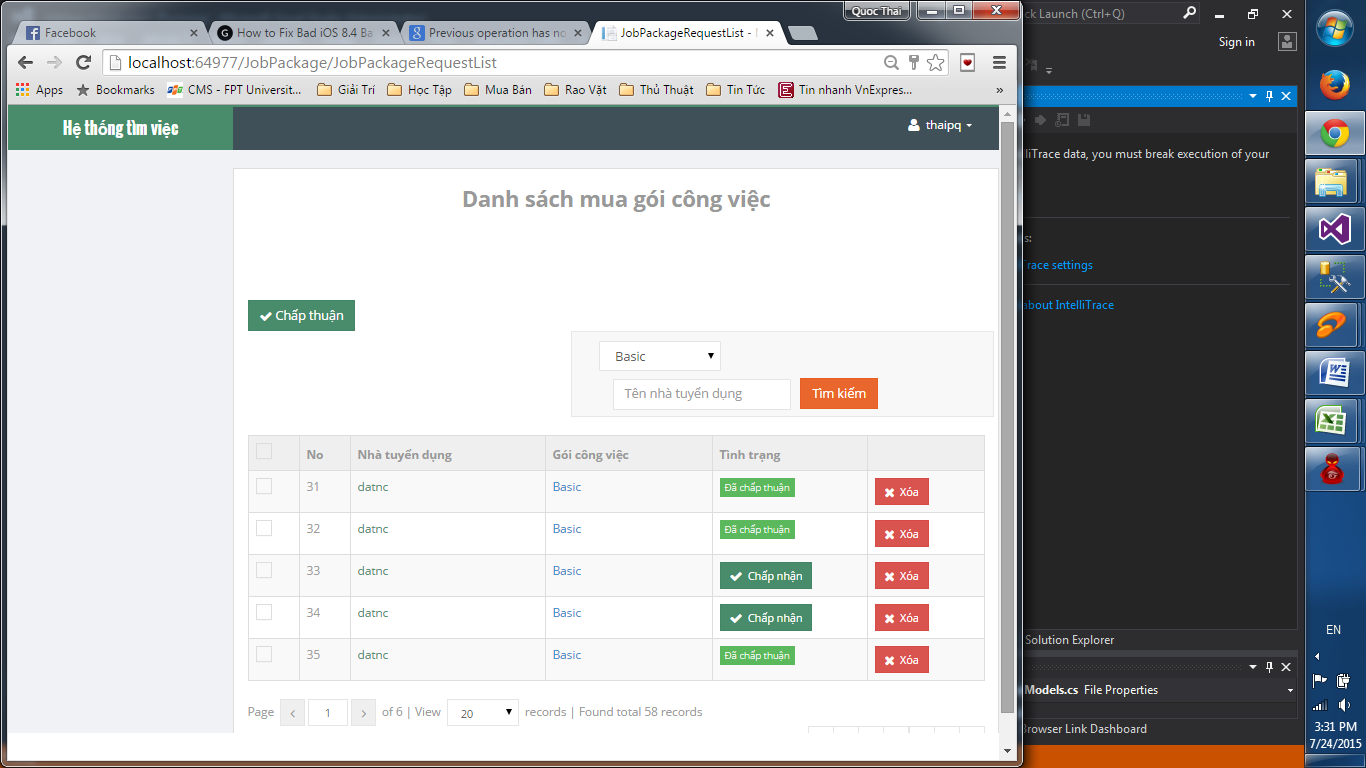 Quoc Thai
Facebook
How to Fix Bad iOS 8.4 Ba
Previous operation has no
JobPackageRequestList -
localhost:64977/JobPackage/JobPackageRequestList
Apps
Bookmarks
CMS - FPT Universit...
Giải Trí
Học Tập
Mua Bán
Rao Vặt
Thủ Thuật
Tin Tức
Tin nhanh VnExpres...
»
Hệ thống tìm việc
thaipq
Danh sách mua gói công việc
Chấp thuận
Basic
Tên nhà tuyển dụng
Tìm kiếm
No Nhà tuyển dụng Gói công việc Tình trạng
31 datnc Basic Đã chấp thuận Xóa
32 datnc Basic Đã chấp thuận Xóa
33 datnc Basic Chấp nhận Xóa
34 datnc Basic Chấp nhận Xóa
35 datnc Basic Đã chấp thuận Xóa
Page < 1 > of 6 | View 20 records | Found total 58 records
ck Launch (Ctrl+Q)
Sign in
lliTrace data, you must break execution of your
s:
Trace settings
about IntelliTrace
Solution Explorer
Models.cs File Properties
Browser Link Dashboard
EN
3:31 PM
7/24/2015